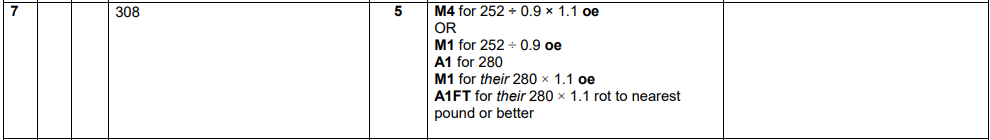 7 308 5 M4 for 252 ÷ 0.9 × 1.1 oe
OR
M1 for 252 ÷ 0.9 oe
A1 for 280
M1 for their 280 × 1.1 oe
A1FT for their 280 × 1.1 rot to nearest
pound or better